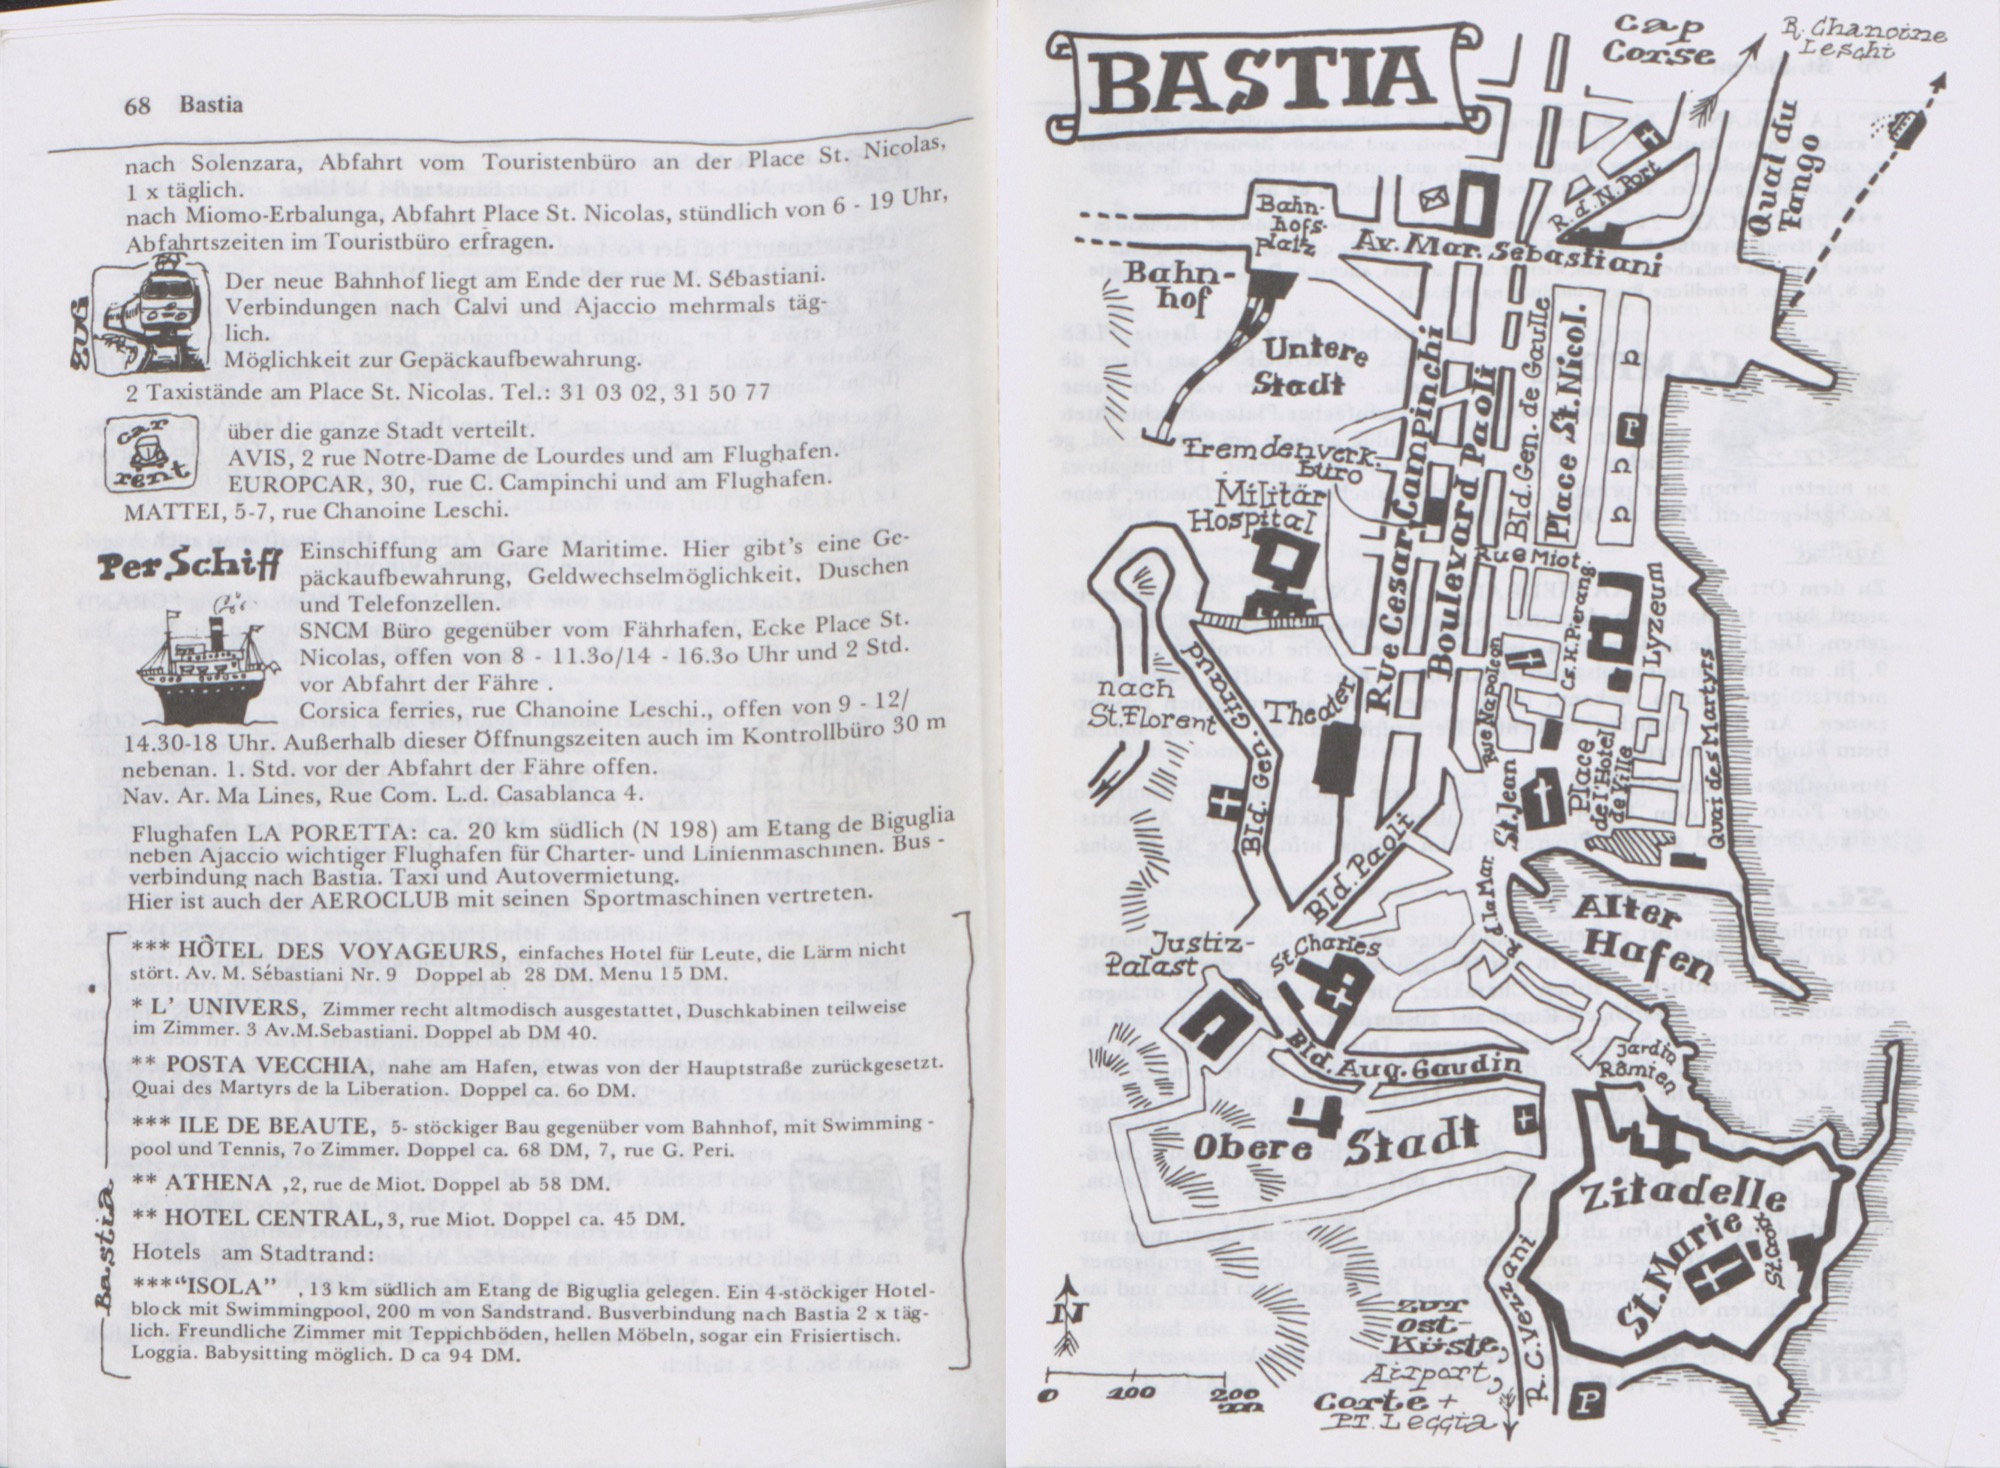 68 Bastia
nach Solenzara, Abfahrt vom Touristenbüro an der Place St. Nicolas,
1 x täglich.
nach Miomo-Erbalunga, Abfahrt Place St. Nicolas, stündlich von 6 - 19 Uhr,
Abfahrtszeiten im Touristbüro erfragen.
ZUG
Der neue Bahnhof liegt am Ende der rue M. Sébastiani.
Verbindungen nach Calvi und Ajaccio mehrmals täg-
lich.
Möglichkeit zur Gepäckaufbewahrung.
2 Taxistände am Place St. Nicolas. Tel.: 31 03 02, 31 50 77
car
rent
über die ganze Stadt verteilt.
AVIS, 2 rue Notre-Dame de Lourdes und am Flughafen.
EUROPCAR, 30, rue C. Campinchi und am Flughafen.
MATTEI, 5-7, rue Chanoine Leschi.
Per Schiff
Einschiffung am Gare Maritime. Hier gibt's eine Ge-
päckaufbewahrung, Geldwechselmöglichkeit, Duschen
und Telefonzellen.
SNCM Büro gegenüber vom Fährhafen, Ecke Place St.
Nicolas, offen von 8 - 11.3o/14 - 16.3o Uhr und 2 Std.
vor Abfahrt der Fähre .
Corsica ferries, rue Chanoine Leschi., offen von 9 - 12/
14.30-18 Uhr. Außerhalb dieser Öffnungszeiten auch im Kontrollbüro 30 m
nebenan. 1. Std. vor der Abfahrt der Fähre offen.
Nav. Ar. Ma Lines, Rue Com. L.d. Casablanca 4.
Flughafen LA PORETTA: ca. 20 km südlich (N 198) am Etang de Biguglia
neben Ajaccio wichtiger Flughafen für Charter- und Linienmaschinen. Bus -
verbindung nach Bastia. Taxi und Autovermietung.
Hier ist auch der AEROCLUB mit seinen Sportmaschinen vertreten.
*** HÔTEL DES VOYAGEURS, einfaches Hotel für Leute, die Lärm nicht
stört. Av. M. Sébastiani Nr. 9 Doppel ab 28 DM, Menu 15 DM.
* L' UNIVERS, Zimmer recht altmodisch ausgestattet, Duschkabinen teilweise
im Zimmer. 3 Av.M.Sebastiani. Doppel ab DM 40.
** POSTA VECCHIA, nahe am Hafen, etwas von der Hauptstraße zurückgesetzt.
Quai des Martyrs de la Liberation. Doppel ca. 6o DM.
*** ILE DE BEAUTE, 5- stöckiger Bau gegenüber vom Bahnhof, mit Swimming -
pool und Tennis, 7o Zimmer. Doppel ca. 68 DM, 7, rue G. Peri.
** ATHENA ,2, rue de Miot. Doppel ab 58 DM.
** HOTEL CENTRAL, 3, rue Miot. Doppel ca. 45 DM.
Hotels am Stadtrand:
***"ISOLA" , 13 km südlich am Etang de Biguglia gelegen. Ein 4-stöckiger Hotel-
block mit Swimmingpool, 200 m von Sandstrand. Busverbindung nach Bastia 2 x täg-
lich. Freundliche Zimmer mit Teppichböden, hellen Möbeln, sogar ein Frisiertisch.
Loggia. Babysitting möglich. D ca 94 DM.
Bastia
BASTIA
Cap
Corse
R. Chanoine
Leschi
Quai du
Fango
R. d. N. Port
Bahn-
hofs-
platz
Av. Mar. Sebastiani
Bahn-
hof
Untere
Stadt
Fremdenverk.
Büro
Militär
Hospital
Rue Cesar Campinchi
Boulevard Paoli
Bld. Gen. de Gaulle
Place St. Nicol.
P
Rue Miot
Rue Napoleon
Crs. H. Pierang.
Lyzeum
Bld. Gen. Giraud
nach
St. Florent
Theater
St. Jean
Place
de l'Hotel
de Ville
Quai des Martyrs
Bld. Paoli
R. d. la Mar.
Alter
Hafen
Justiz-
Palast
St. Charles
Bld. Aug. Gaudin
Jardin
Romien
Obere Stadt
Zitadelle
St. Marie
St. Croix
R. C. Vezzani
N
0 100 200
m
zur
Ost-
Küste,
Airport,
Corte +
PT. Leccia
P